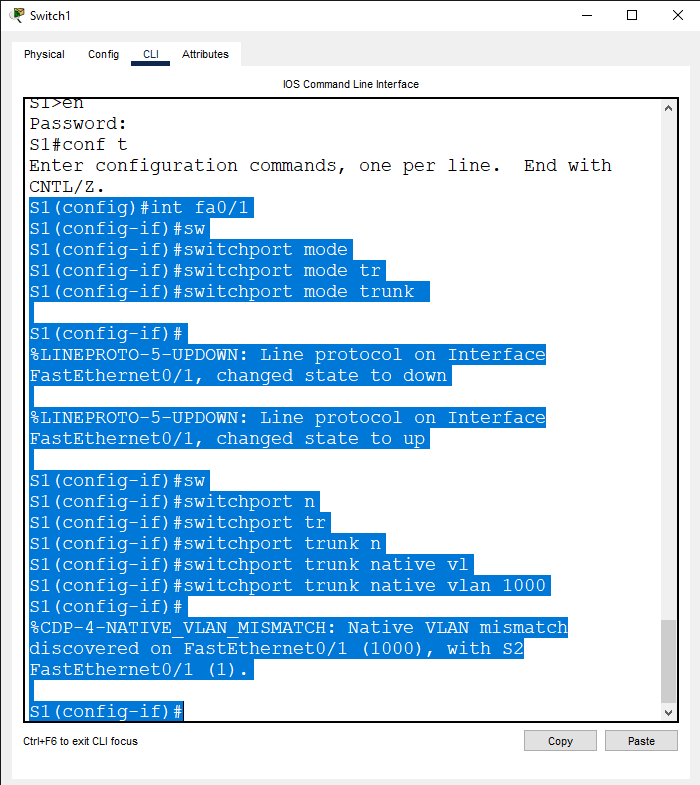 Switch1
Physical Config CLI Attributes
IOS Command Line Interface
S1>en
Password:
S1#conf t
Enter configuration commands, one per line.  End with
CNTL/Z.
S1(config)#int fa0/1
S1(config-if)#sw
S1(config-if)#switchport mode
S1(config-if)#switchport mode tr
S1(config-if)#switchport mode trunk
S1(config-if)#
%LINEPROTO-5-UPDOWN: Line protocol on Interface
FastEthernet0/1, changed state to down
%LINEPROTO-5-UPDOWN: Line protocol on Interface
FastEthernet0/1, changed state to up
S1(config-if)#sw
S1(config-if)#switchport n
S1(config-if)#switchport tr
S1(config-if)#switchport trunk n
S1(config-if)#switchport trunk native vl
S1(config-if)#switchport trunk native vlan 1000
S1(config-if)#
%CDP-4-NATIVE_VLAN_MISMATCH: Native VLAN mismatch
discovered on FastEthernet0/1 (1000), with S2
FastEthernet0/1 (1).
S1(config-if)#
Ctrl+F6 to exit CLI focus
Copy Paste